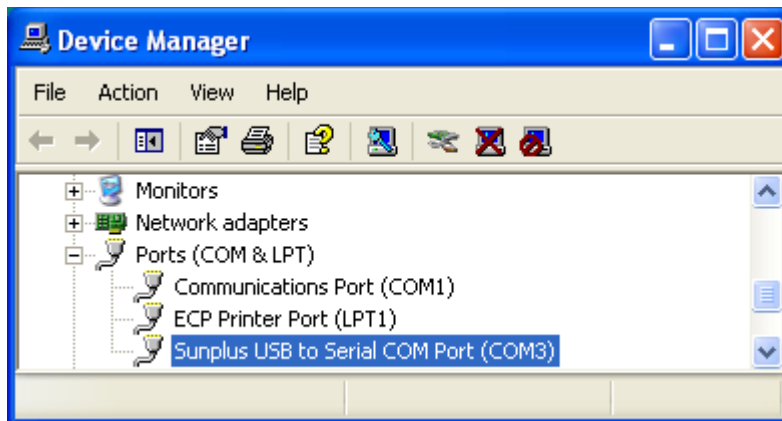 Device Manager
File Action View Help
Monitors
Network adapters
Ports (COM & LPT)
Communications Port (COM1)
ECP Printer Port (LPT1)
Sunplus USB to Serial COM Port (COM3)